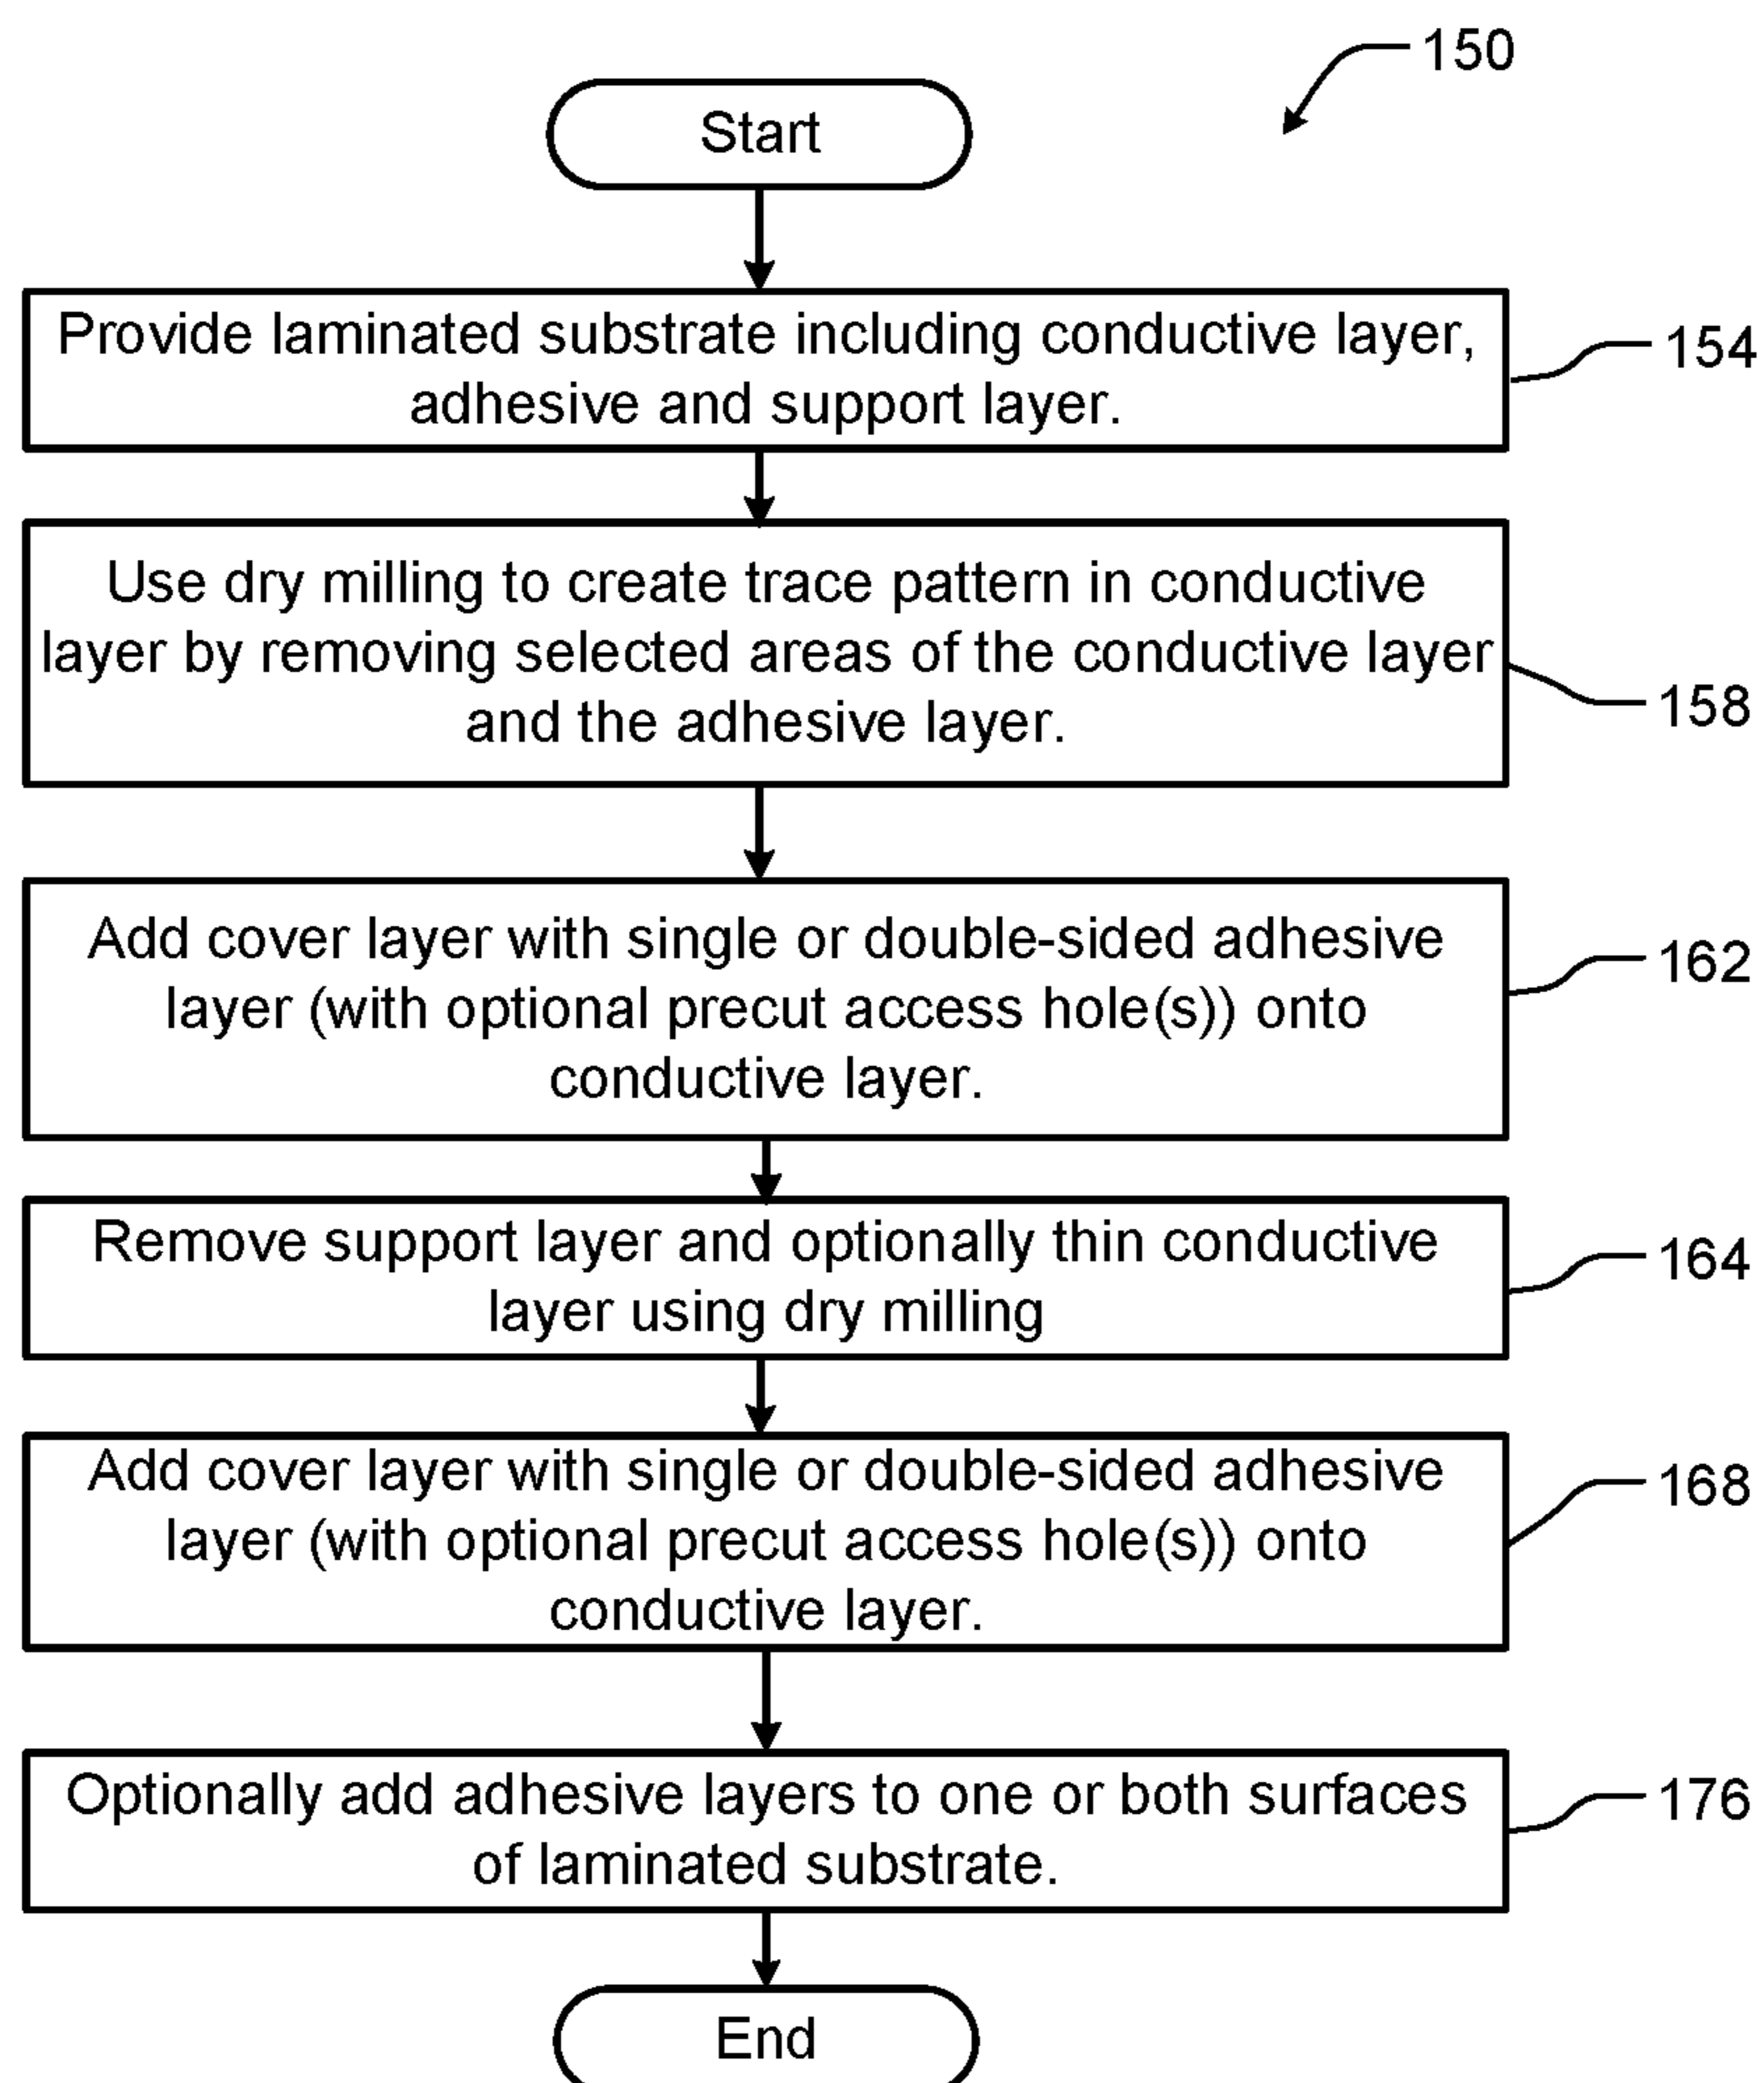 150
Start
Provide laminated substrate including conductive layer,
adhesive and support layer.
154
Use dry milling to create trace pattern in conductive
layer by removing selected areas of the conductive layer
and the adhesive layer.
158
Add cover layer with single or double-sided adhesive
layer (with optional precut access hole(s)) onto
conductive layer.
162
Remove support layer and optionally thin conductive
layer using dry milling
164
Add cover layer with single or double-sided adhesive
layer (with optional precut access hole(s)) onto
conductive layer.
168
Optionally add adhesive layers to one or both surfaces
of laminated substrate.
176
End